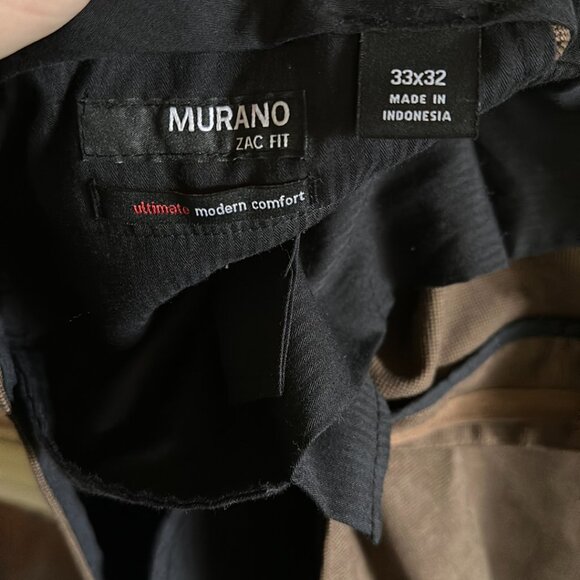 MURANO
ZAC FIT
ultimate modern comfort
33x32
MADE IN
INDONESIA